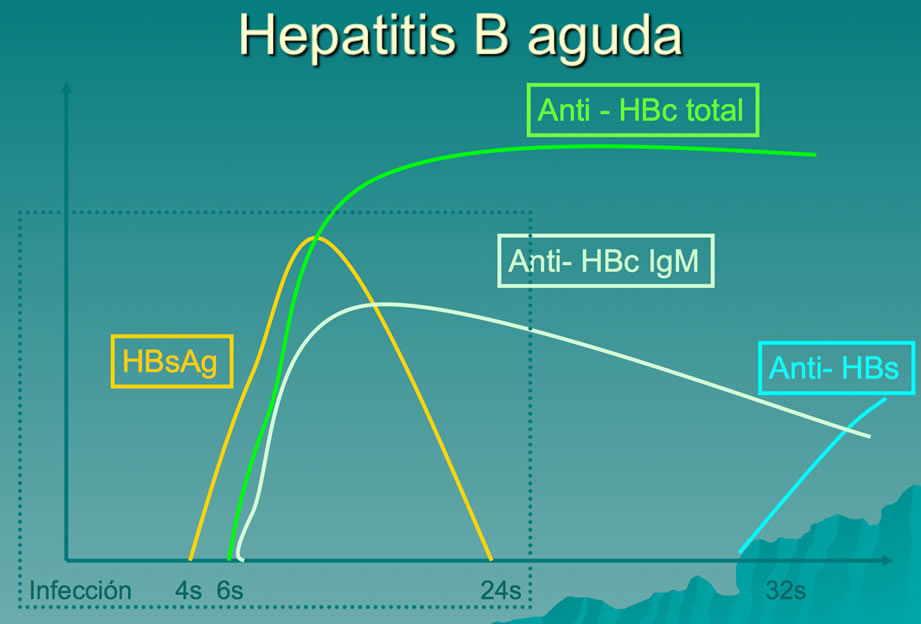 Hepatitis B aguda
Anti - HBc total
Anti- HBc IgM
HBsAg
Anti- HBs
Infección 4s 6s 24s 32s